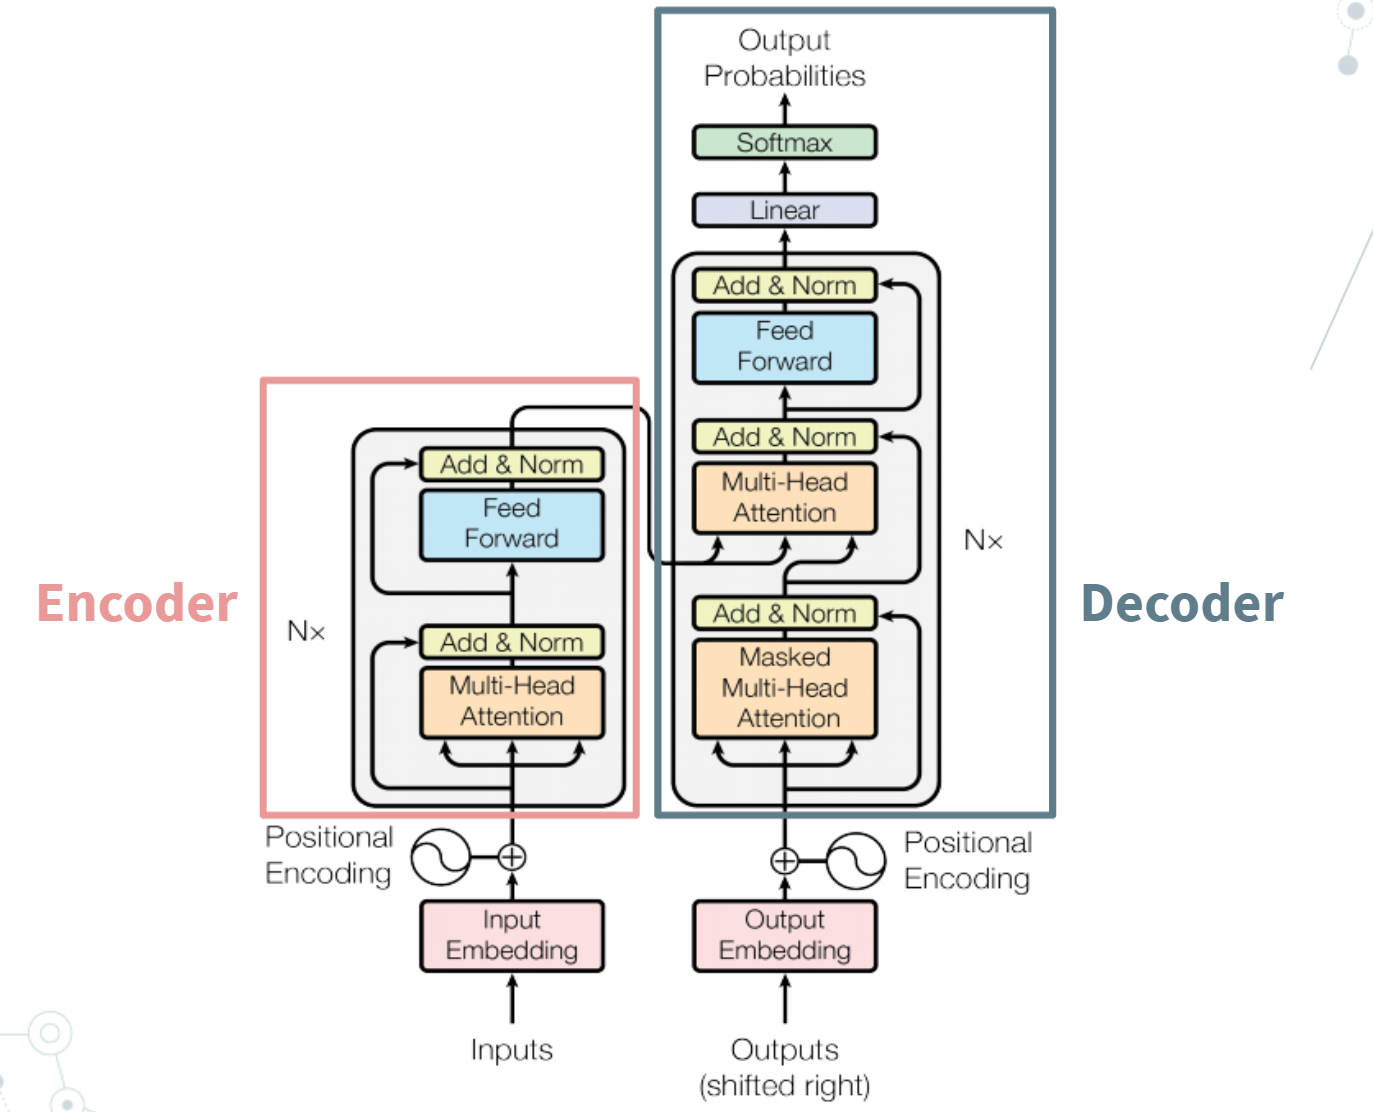 Output
Probabilities
Softmax
Linear
Add & Norm
Feed
Forward
Add & Norm
Multi-Head
Attention
N×
Add & Norm
Masked
Multi-Head
Attention
Decoder
Encoder
N×
Add & Norm
Feed
Forward
Add & Norm
Multi-Head
Attention
Positional
Encoding
Positional
Encoding
Input
Embedding
Output
Embedding
Inputs
Outputs
(shifted right)